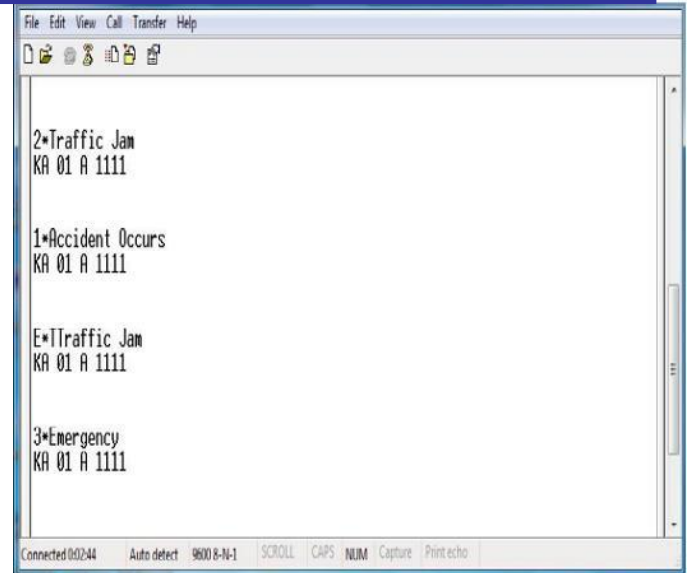 File Edit View Call Transfer Help
2*Traffic Jam
KA 01 A 1111
1*Accident Occurs
KA 01 A 1111
E*TTraffic Jam
KA 01 A 1111
3*Emergency
KA 01 A 1111
Connected 0:02:44 Auto detect 9600 8-N-1 SCROLL CAPS NUM Capture Print echo